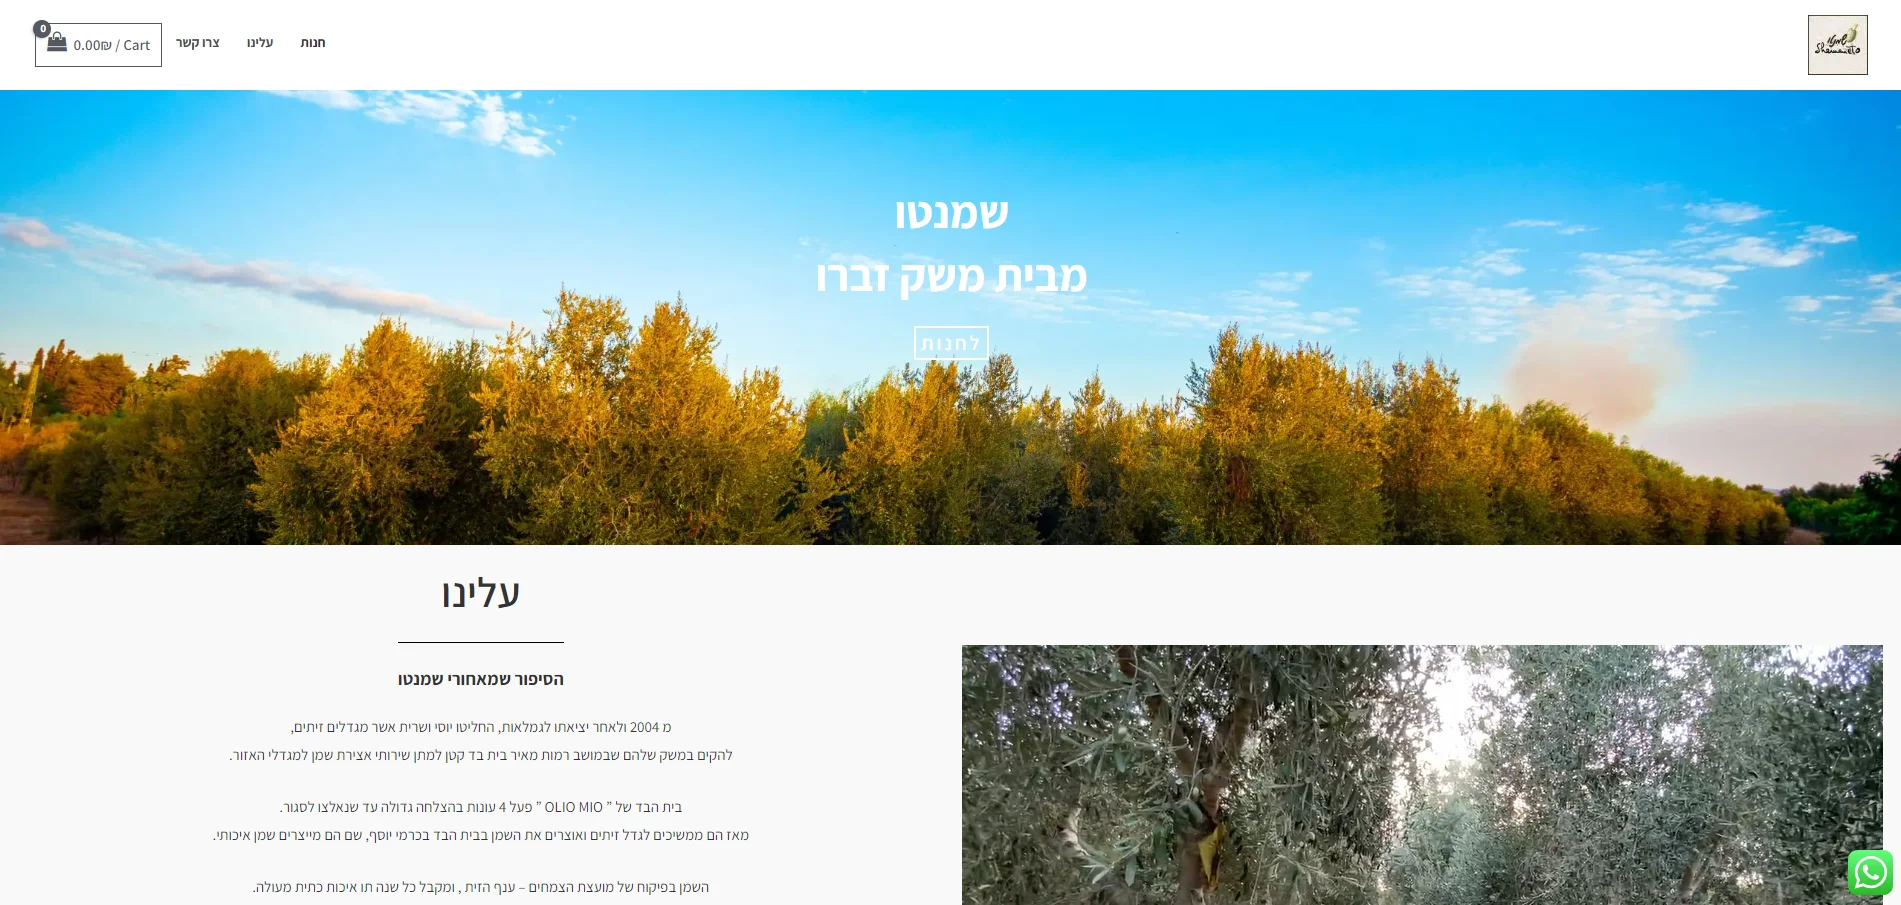 שמנטו
Shemaneto
חנות
עלינו
צרו קשר
0.00₪ / Cart
0
שמנטו
מבית משק זברו
לחנות
עלינו
הסיפור שמאחורי שמנטו
מ 2004 ולאחר יציאתו לגמלאות, החליטו יוסי ושרית אשר מגדלים זיתים,
להקים במשק שלהם שבמושב רמות מאיר בית בד קטן למתן שירותי אצירת שמן למגדלי האזור.
בית הבד של ” OLIO MIO ” פעל 4 עונות בהצלחה גדולה עד שנאלצו לסגור.
מאז הם ממשיכים לגדל זיתים ואוצרים את השמן בבית הבד בכרמי יוסף, שם הם מייצרים שמן איכותי.
השמן בפיקוח של מועצת הצמחים – ענף הזית , ומקבל כל שנה תו איכות כתית מעולה.